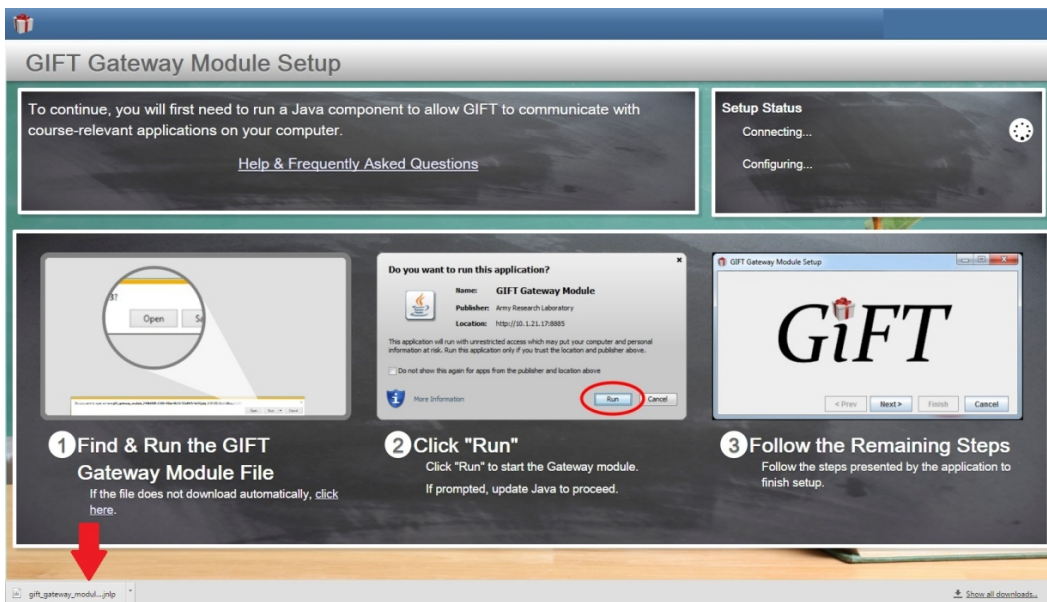 GIFT Gateway Module Setup
To continue, you will first need to run a Java component to allow GIFT to communicate with
course-relevant applications on your computer.
Help & Frequently Asked Questions
Setup Status
Connecting...
Configuring...
3?
Open
Open
Run
Cancel
1 Find & Run the GIFT
Gateway Module File
If the file does not download automatically, click
here.
Do you want to run this application?
Name: GIFT Gateway Module
Publisher: Army Research Laboratory
Location: http://10.1.21.17:8885
This application will run with unrestricted access which may put your computer and personal
information at risk. Run this application only if you trust the location and publisher above.
Do not show this again for apps from the publisher and location above
More Information
Run
Cancel
2 Click "Run"
Click "Run" to start the Gateway module.
If prompted, update Java to proceed.
GIFT Gateway Module Setup
GiFT
< Prev
Next >
Finish
Cancel
3 Follow the Remaining Steps
Follow the steps presented by the application to
finish setup.
gift_gateway_modul....jnlp
Show all downloads...